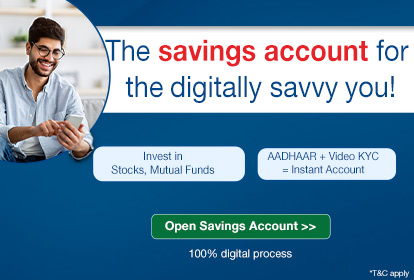 The savings account for
the digitally savvy you!
Invest in
Stocks, Mutual Funds
AADHAAR + Video KYC
= Instant Account
Open Savings Account >>
100% digital process
*T&C apply